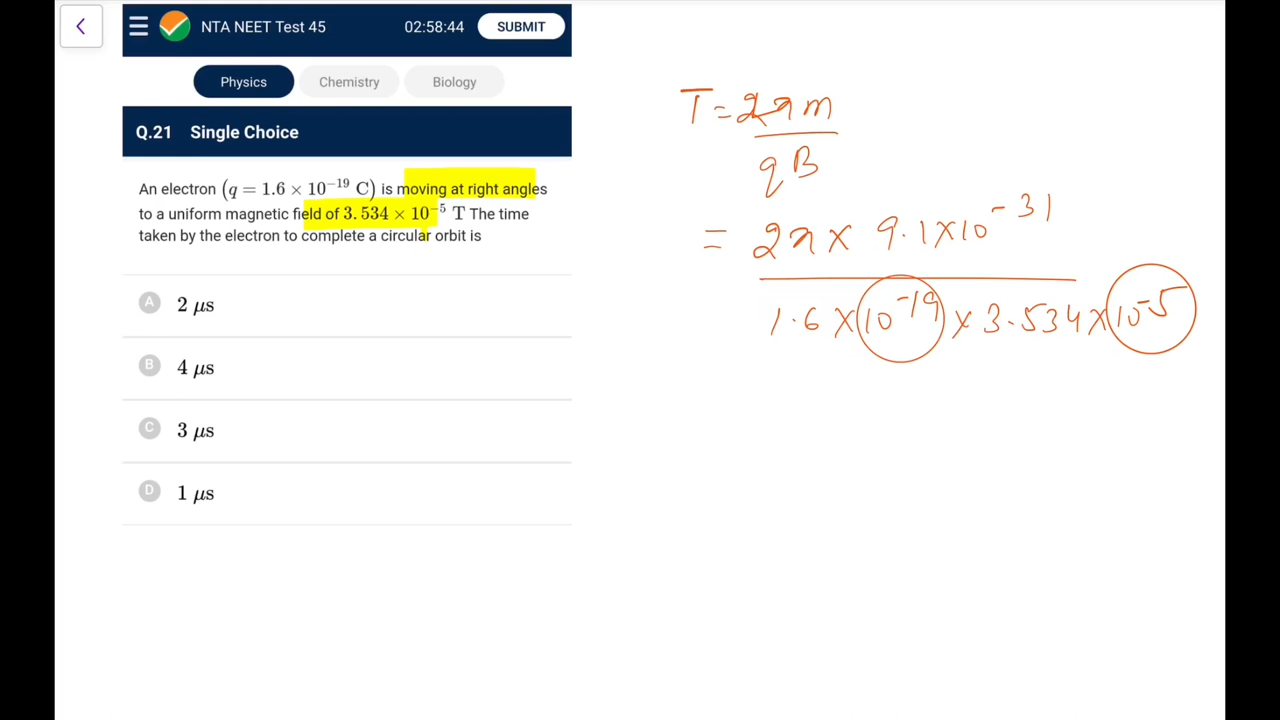 NTA NEET Test 45 02:58:44 SUBMIT
Physics Chemistry Biology
Q.21 Single Choice
An electron (q = 1.6 × 10⁻¹⁹ C) is moving at right angles
to a uniform magnetic field of 3.534 × 10⁻⁵ T The time
taken by the electron to complete a circular orbit is
A 2 μs
B 4 μs
C 3 μs
D 1 μs
T = 2πm
qB
= 2π × 9.1×10⁻³¹
1.6 × 10⁻¹⁹ × 3.534 × 10⁻⁵